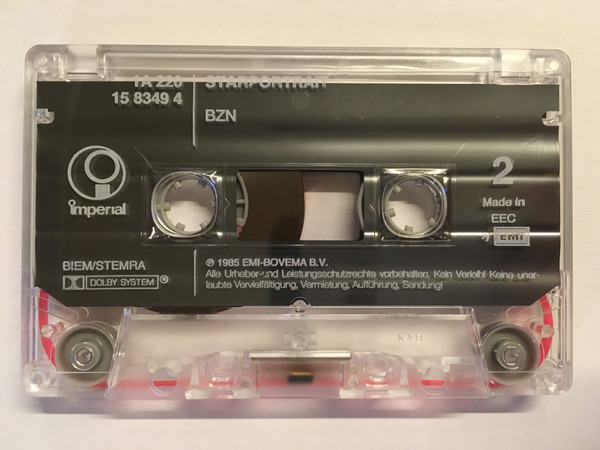 1A 228 STARPORTRAIT
15 8349 4
BZN
2
imperial
Made in
EEC
EMI
BIEM/STEMRA
DOLBY SYSTEM®
℗ 1985 EMI-BOVEMA B.V.
Alle Urheber- und Leistungsschutzrechte vorbehalten. Kein Verleih! Keine uner-
laubte Vervielfältigung, Vermietung, Aufführung, Sendung!